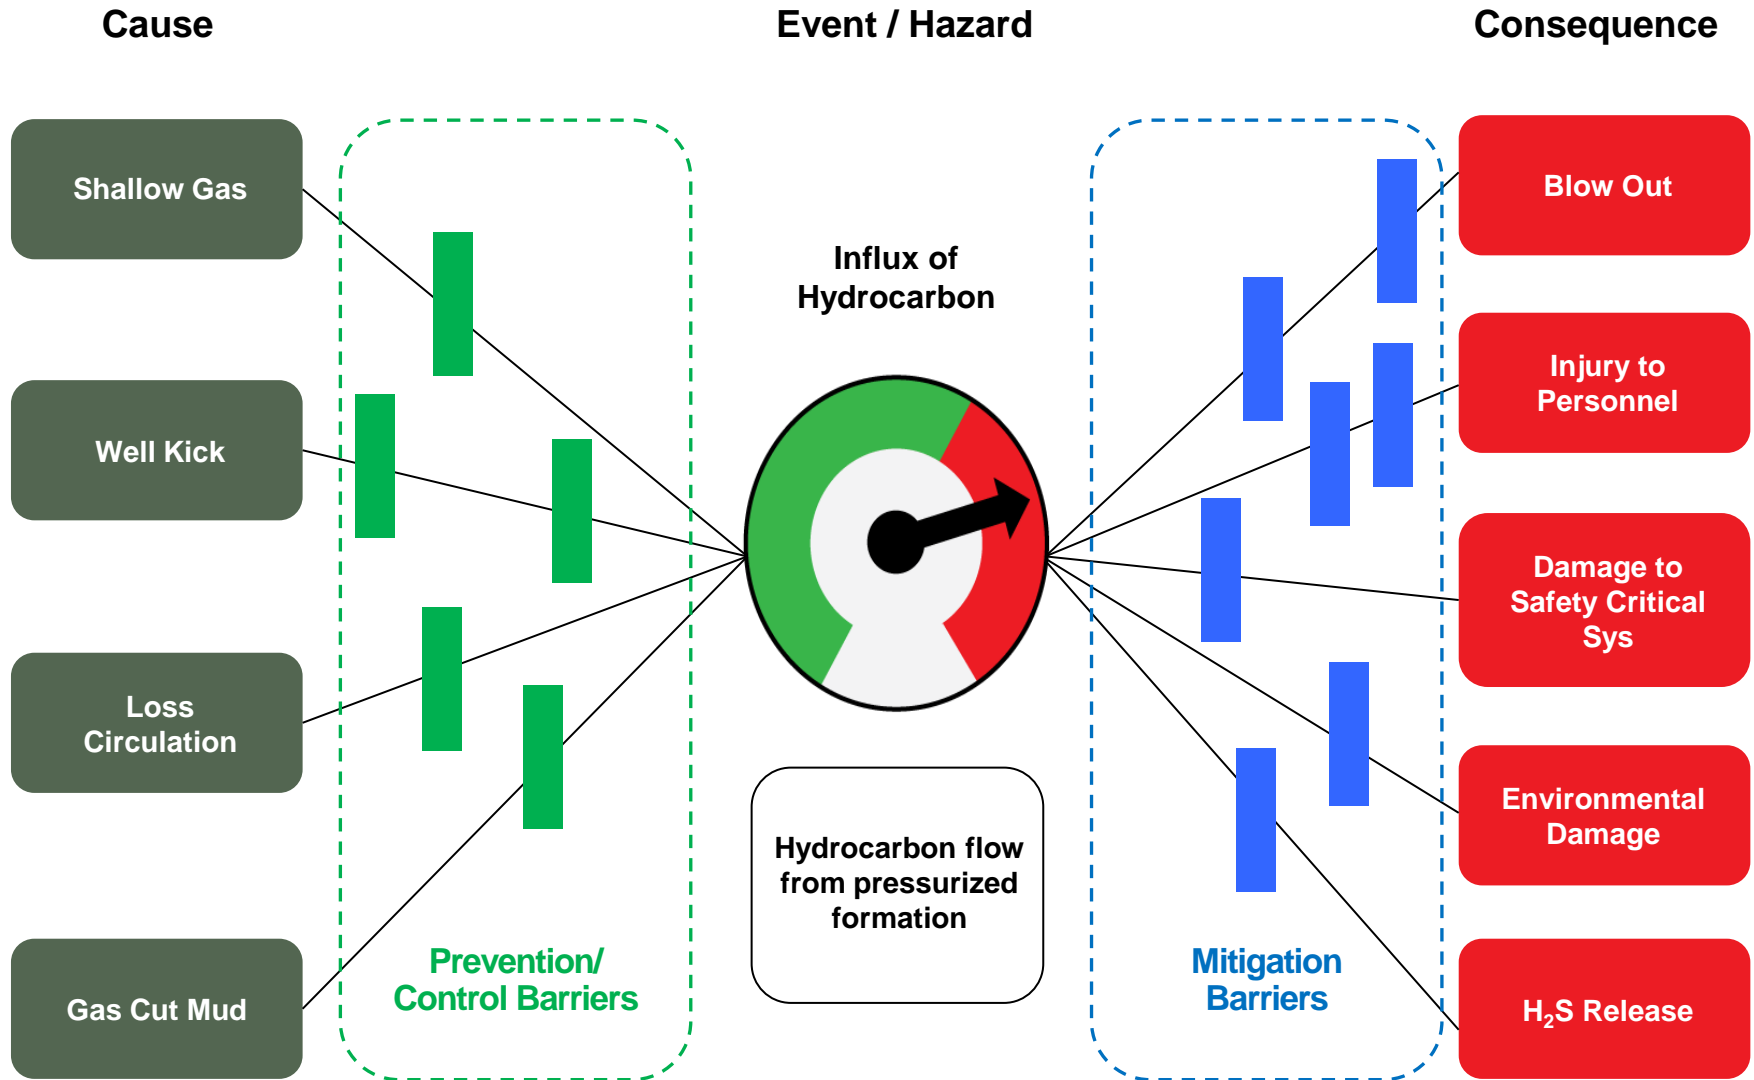 Cause
Event / Hazard
Consequence
Shallow Gas
Well Kick
Loss
Circulation
Gas Cut Mud
Prevention/
Control Barriers
Influx of
Hydrocarbon
Hydrocarbon flow
from pressurized
formation
Mitigation
Barriers
Blow Out
Injury to
Personnel
Damage to
Safety Critical
Sys
Environmental
Damage
H₂S Release